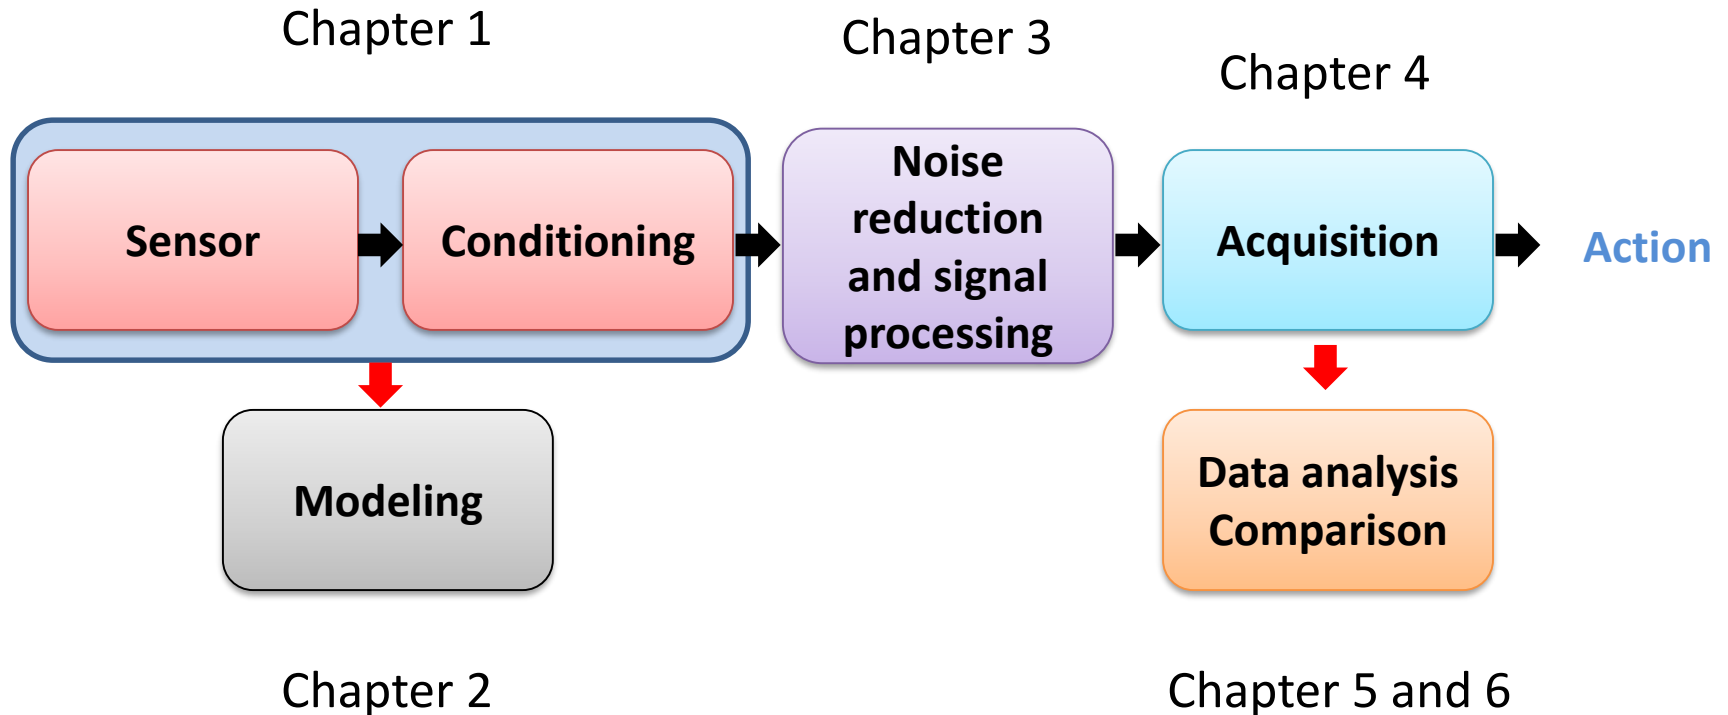 Chapter 1
Chapter 3
Chapter 4
Sensor
Conditioning
Noise
reduction
and signal
processing
Acquisition
Action
Modeling
Data analysis
Comparison
Chapter 2
Chapter 5 and 6